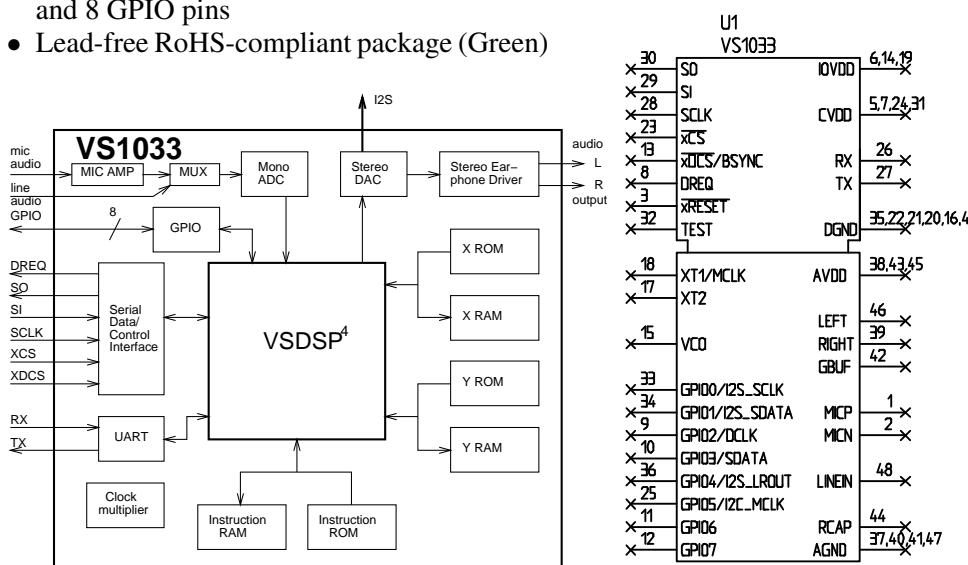 and 8 GPIO pins
• Lead-free RoHS-compliant package (Green)
I2S
VS1033
mic
audio
line
audio
GPIO
8
MIC AMP
MUX
Mono
ADC
Stereo
DAC
Stereo Ear–
phone Driver
audio
L
R
output
GPIO
DREQ
SO
SI
SCLK
XCS
XDCS
RX
TX
Serial
Data/
Control
Interface
UART
Clock
multiplier
VSDSP4
X ROM
X RAM
Y ROM
Y RAM
Instruction
RAM
Instruction
ROM
U1
VS1033
30 SO IOVDD 6,14,19
29 SI
28 SCLK CVDD 5,7,24,31
23 xCS
13 xDCS/BSYNC RX 26
8 DREQ TX 27
3 xRESET
32 TEST DGND 35,22,21,20,16,4
18 XT1/MCLK AVDD 38,43,45
17 XT2
LEFT 46
15 VCO RIGHT 39
GBUF 42
33 GPIO0/I2S_SCLK
34 GPIO1/I2S_SDATA MICP 1
9 GPIO2/DCLK MICN 2
10 GPIO3/SDATA
36 GPIO4/I2S_LROUT LINEIN 48
25 GPIO5/I2C_MCLK
11 GPIO6 RCAP 44
12 GPIO7 AGND 37,40,41,47